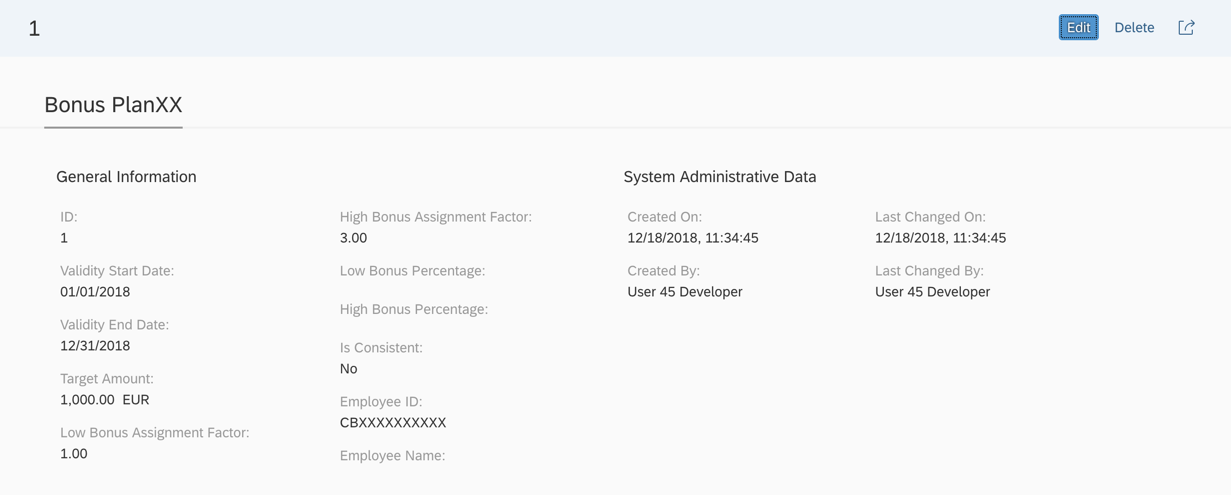 1
Edit
Delete
Bonus PlanXX
General Information
ID:
1
Validity Start Date:
01/01/2018
Validity End Date:
12/31/2018
Target Amount:
1,000.00 EUR
Low Bonus Assignment Factor:
1.00
High Bonus Assignment Factor:
3.00
Low Bonus Percentage:
High Bonus Percentage:
Is Consistent:
No
Employee ID:
CBXXXXXXXXXX
Employee Name:
System Administrative Data
Created On:
12/18/2018, 11:34:45
Created By:
User 45 Developer
Last Changed On:
12/18/2018, 11:34:45
Last Changed By:
User 45 Developer